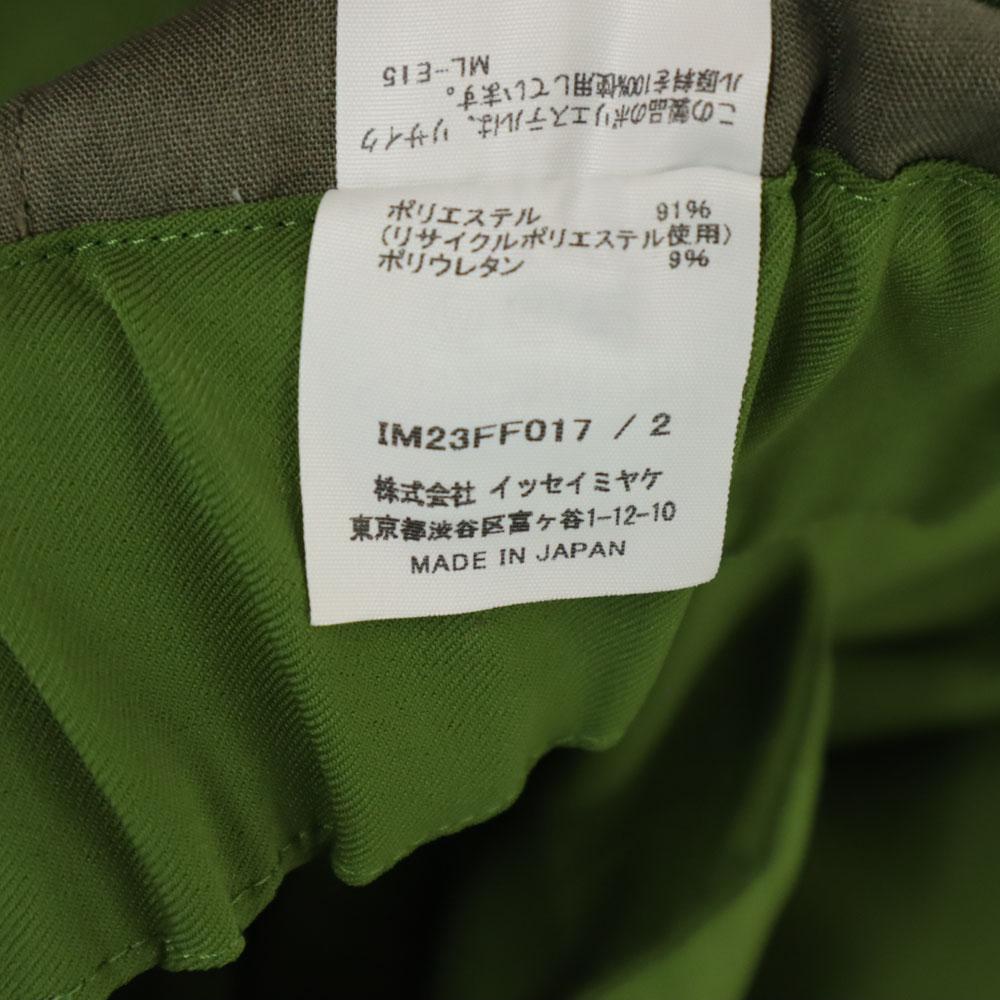 この製品のポリエステルは、リサイク
ル原料を100%使用しています。
ML-E15
ポリエステル 91%
(リサイクルポリエステル使用)
ポリウレタン 9%
IM23FF017 / 2
株式会社 イッセイミヤケ
東京都渋谷区富ヶ谷1-12-10
MADE IN JAPAN